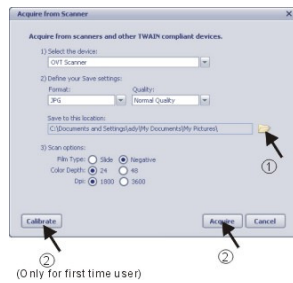 Acquire from Scanner X
Acquire from scanners and other TWAIN compliant devices.
1) Select the device:
OVT Scanner
2) Define your Save settings:
Format: Quality:
JPG Normal Quality
Save to this location:
C:\Documents and Settings\ady\My Documents\My Pictures\
3) Scan options:
Film Type: Slide Negative
Color Depth: 24 48
Dpi: 1800 3600
①
Calibrate Acquire Cancel
② ②
(Only for first time user)